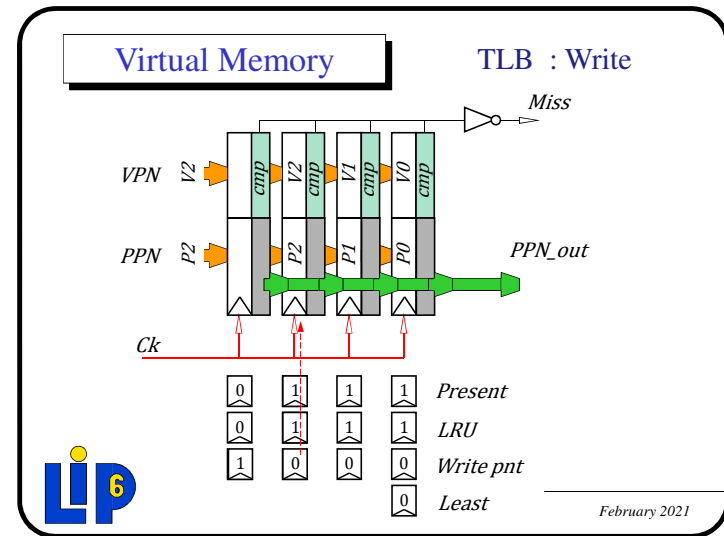 Virtual Memory
TLB : Write
Miss
VPN V2 cmp V2 cmp V1 cmp V0 cmp
PPN P2 P2 P1 P0 PPN_out
Ck
0 1 1 1 Present
0 1 1 1 LRU
1 0 0 0 Write pnt
0 Least
LIP6
February 2021